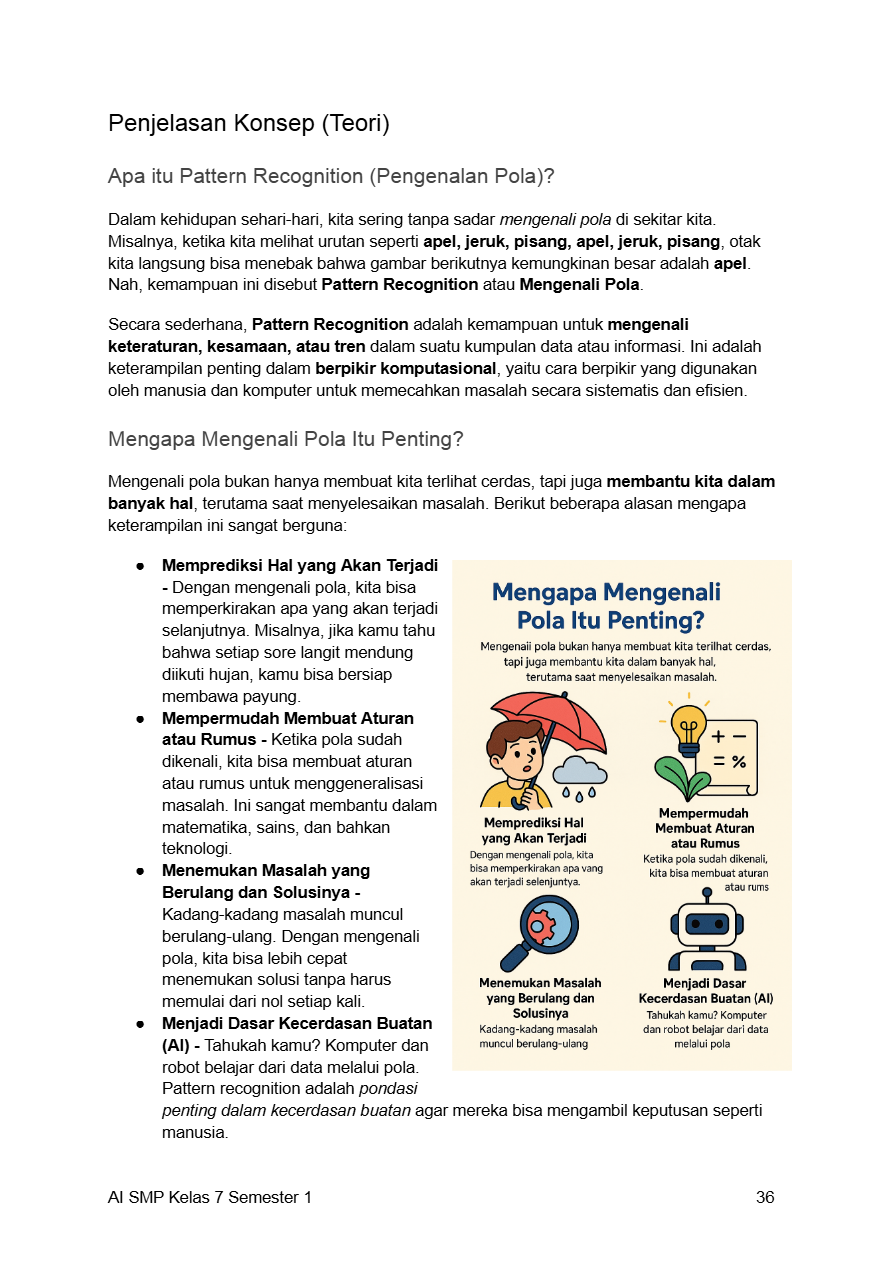 Penjelasan Konsep (Teori)
Apa itu Pattern Recognition (Pengenalan Pola)?
Dalam kehidupan sehari-hari, kita sering tanpa sadar mengenali pola di sekitar kita.
Misalnya, ketika kita melihat urutan seperti apel, jeruk, pisang, apel, jeruk, pisang, otak
kita langsung bisa menebak bahwa gambar berikutnya kemungkinan besar adalah apel.
Nah, kemampuan ini disebut Pattern Recognition atau Mengenali Pola.
Secara sederhana, Pattern Recognition adalah kemampuan untuk mengenali
keteraturan, kesamaan, atau tren dalam suatu kumpulan data atau informasi. Ini adalah
keterampilan penting dalam berpikir komputasional, yaitu cara berpikir yang digunakan
oleh manusia dan komputer untuk memecahkan masalah secara sistematis dan efisien.
Mengapa Mengenali Pola Itu Penting?
Mengenali pola bukan hanya membuat kita terlihat cerdas, tapi juga membantu kita dalam
banyak hal, terutama saat menyelesaikan masalah. Berikut beberapa alasan mengapa
keterampilan ini sangat berguna:
● Memprediksi Hal yang Akan Terjadi
- Dengan mengenali pola, kita bisa
memperkirakan apa yang akan terjadi
selanjutnya. Misalnya, jika kamu tahu
bahwa setiap sore langit mendung
diikuti hujan, kamu bisa bersiap
membawa payung.
● Mempermudah Membuat Aturan
atau Rumus - Ketika pola sudah
dikenali, kita bisa membuat aturan
atau rumus untuk menggeneralisasi
masalah. Ini sangat membantu dalam
matematika, sains, dan bahkan
teknologi.
● Menemukan Masalah yang
Berulang dan Solusinya -
Kadang-kadang masalah muncul
berulang-ulang. Dengan mengenali
pola, kita bisa lebih cepat
menemukan solusi tanpa harus
memulai dari nol setiap kali.
● Menjadi Dasar Kecerdasan Buatan
(AI) - Tahukah kamu? Komputer dan
robot belajar dari data melalui pola.
Pattern recognition adalah pondasi
penting dalam kecerdasan buatan agar mereka bisa mengambil keputusan seperti
manusia.
Mengapa Mengenali
Pola Itu Penting?
Mengenaii pola bukan hanya membuat kita terilhat cerdas,
tapi juga membantu kita dalam banyak hal,
terutama saat menyelesaikan masalah.
+ −
= %
Memprediksi Hal
yang Akan Terjadi
Dengan mengenali pola, kita
bisa memperkirakan apa vang
akan terjadi selenjuntya.
Mempermudah
Membuat Aturan
atau Rumus
Ketika pola sudah dikenali,
kita bisa membuat aturan
atau rums
Menemukan Masalah
yang Berulang dan
Solusinya
Kadang-kadang masalah
muncul berulang-ulang
Menjadi Dasar
Kecerdasan Buatan (AI)
Tahukah kamu? Komputer
dan robot belajar dari data
melalui pola
AI SMP Kelas 7 Semester 1
36